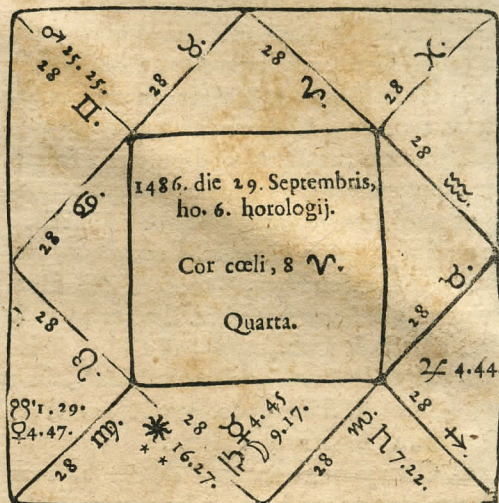 ♂ 25. 25.
28 ♊.
28 ♉.
28 ♈.
28 ♓.
28 ♒.
28 ♋.
1486. die 29. Septembris,
ho. 6. horologij.
Cor cœli, 8 ♈.
Quarta.
28 ♑.
28 ♌.
♃ 4.44
☋ 1. 29.
♀ 4. 47.
28 ♍.
* * 16. 27.
28 ♎
☿ 4. 45
☽ 9. 17.
28 ♏.
♄ 7. 22.
28 ♐